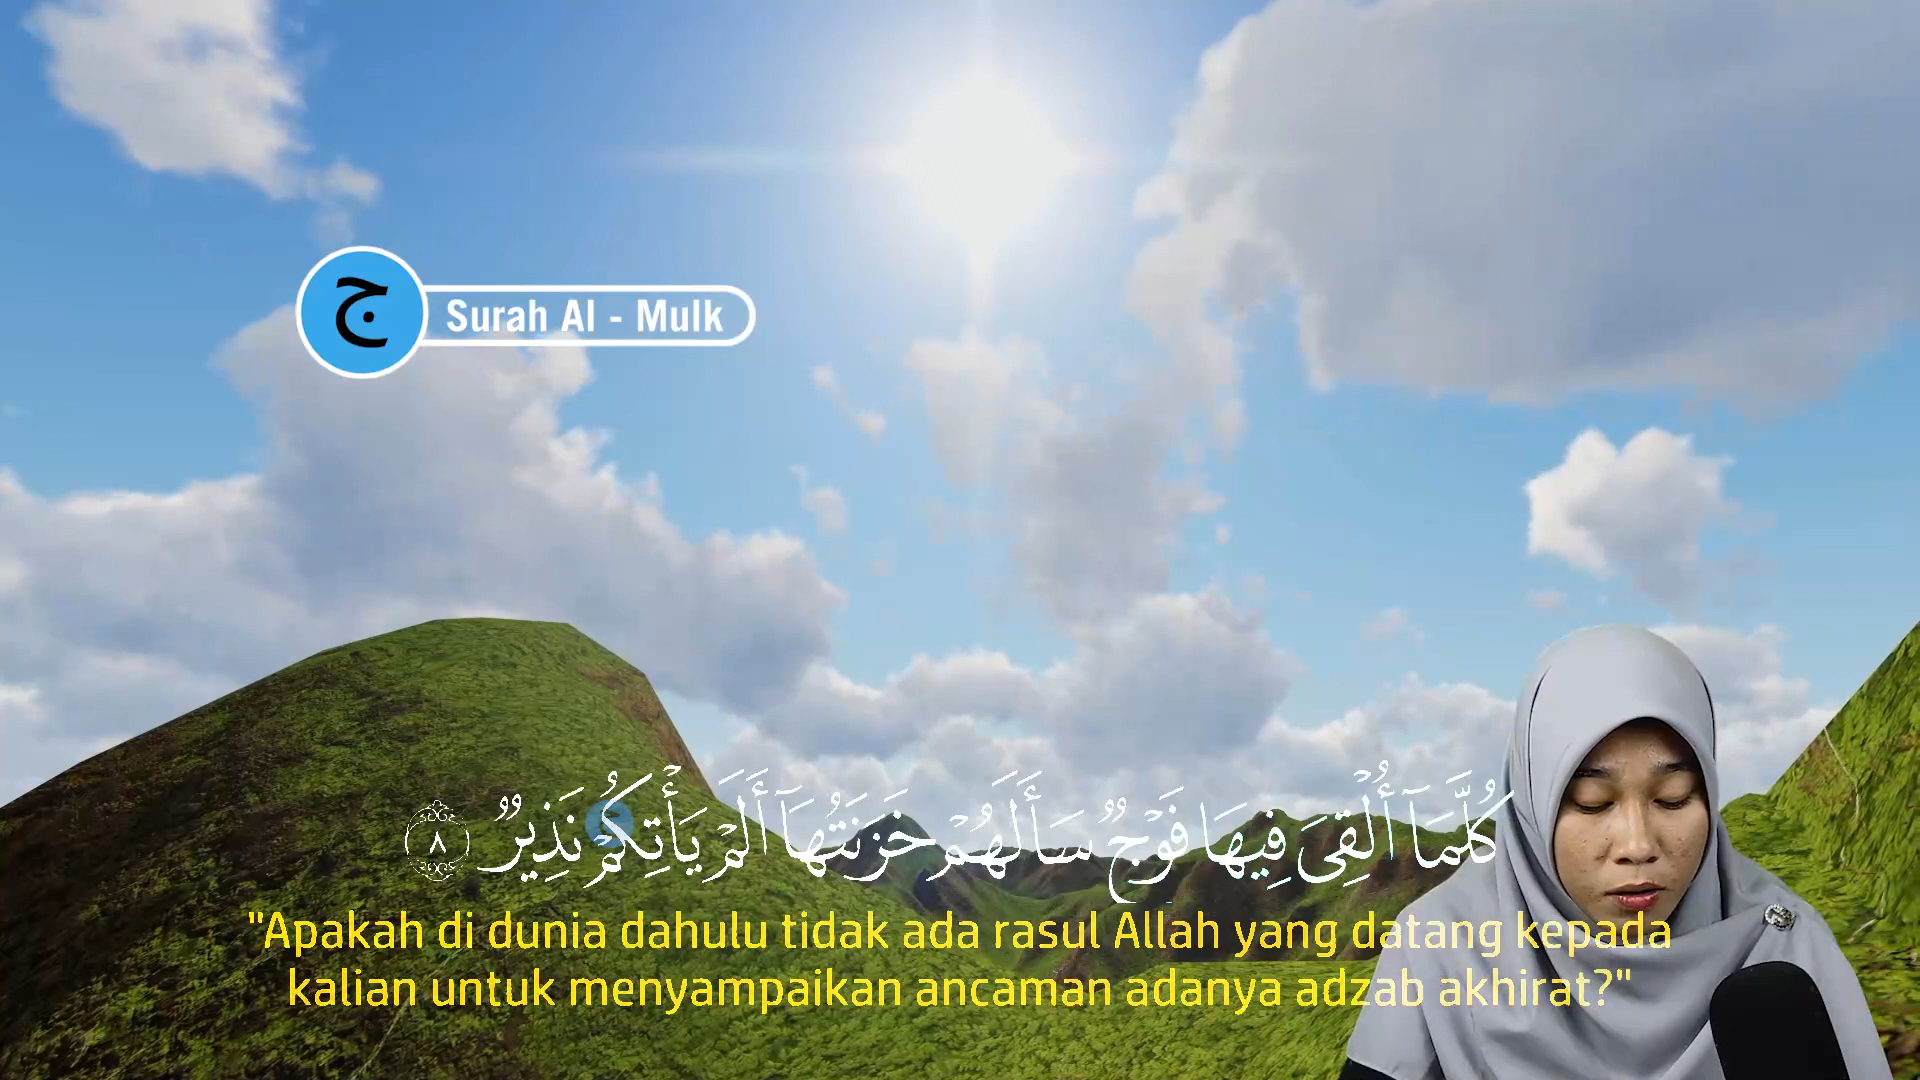 ج
Surah Al - Mulk
كُلَّمَآ أُلْقِىَ فِيهَا فَوْجٌ سَأَلَهُمْ خَزَنَتُهَآ أَلَمْ يَأْتِكُمْ نَذِيرٌ ٨
"Apakah di dunia dahulu tidak ada rasul Allah yang datang kepada
kalian untuk menyampaikan ancaman adanya adzab akhirat?"